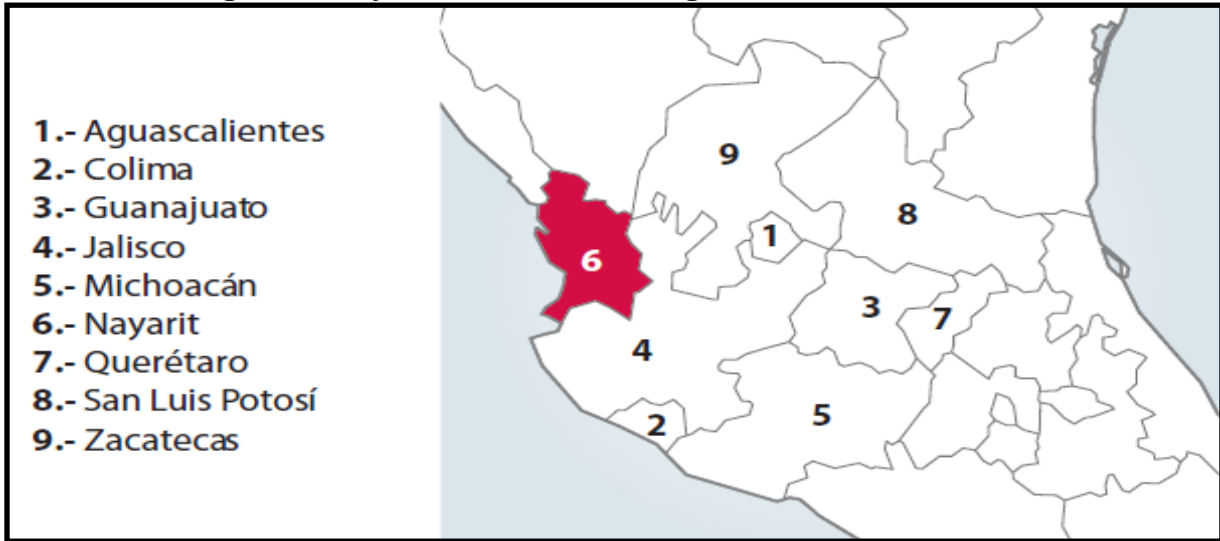 1.- Aguascalientes
2.- Colima
3.- Guanajuato
4.- Jalisco
5.- Michoacán
6.- Nayarit
7.- Querétaro
8.- San Luis Potosí
9.- Zacatecas
9
8
1
6
3
7
4
5
2